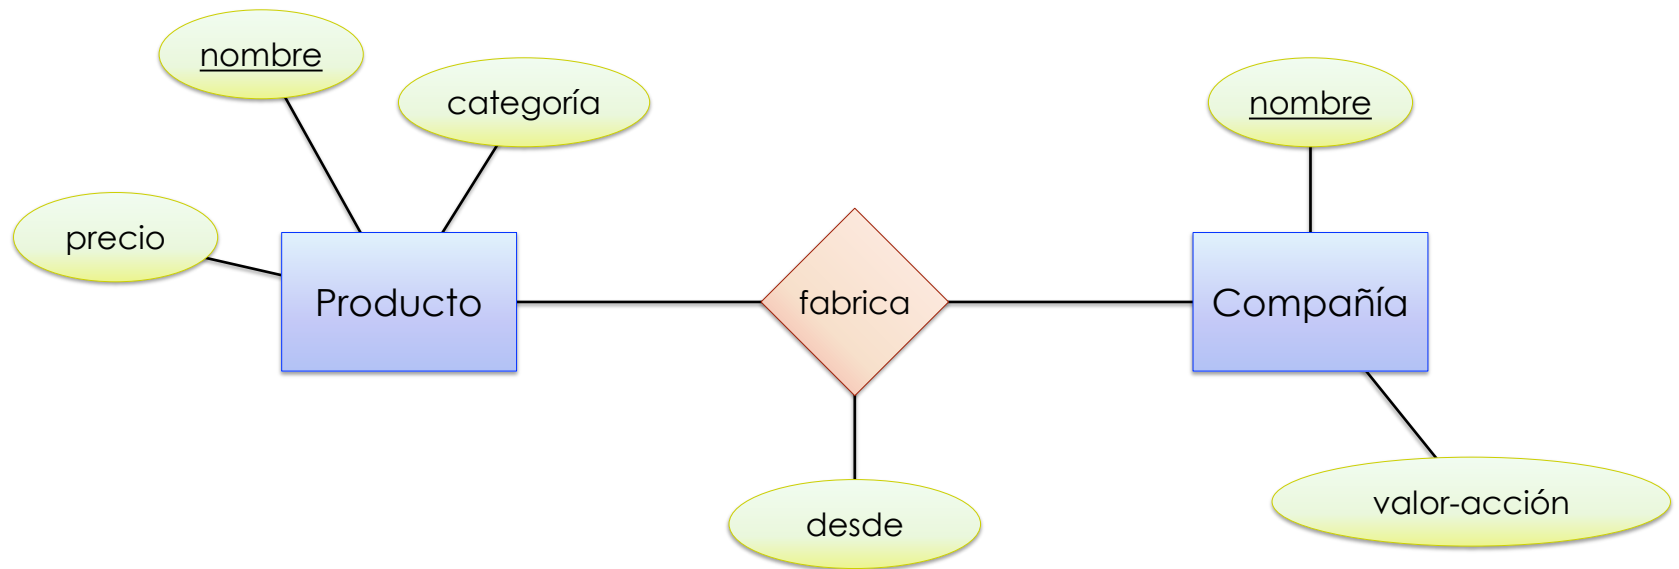 nombre
categoría
nombre
precio
Producto
fabrica
Compañía
desde
valor-acción